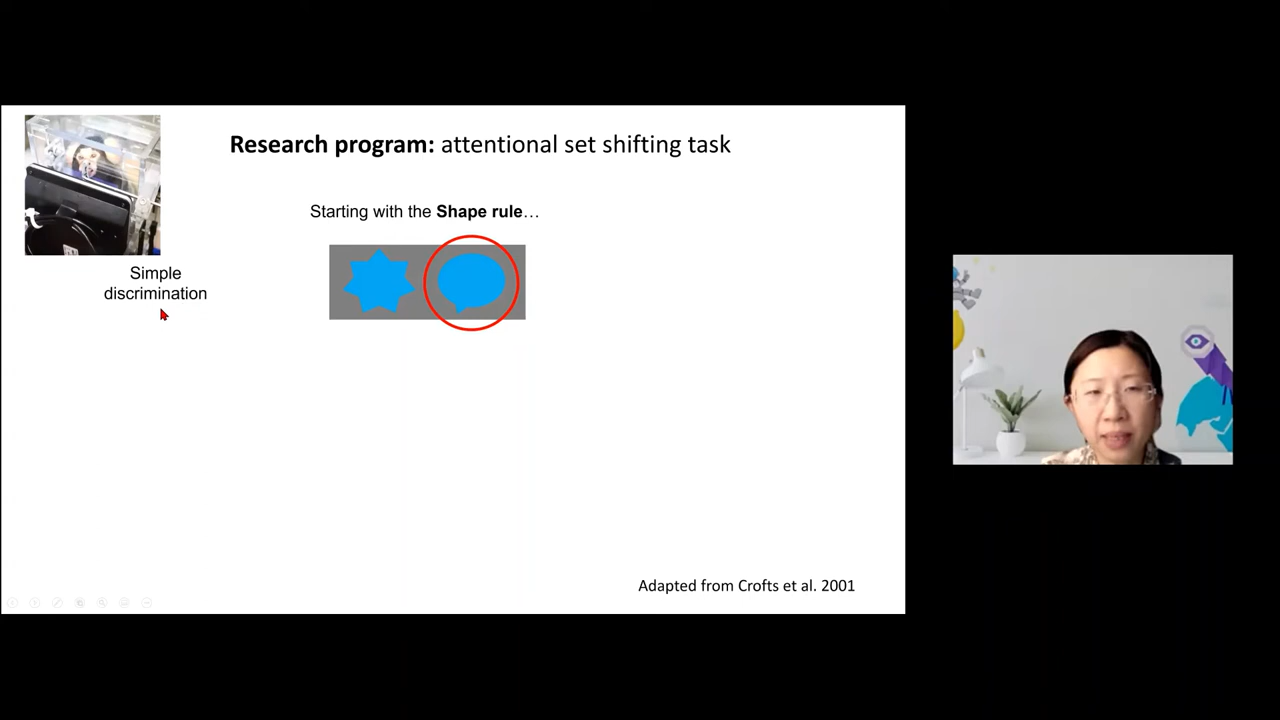 Research program: attentional set shifting task
Starting with the Shape rule…
Simple
discrimination
Adapted from Crofts et al. 2001